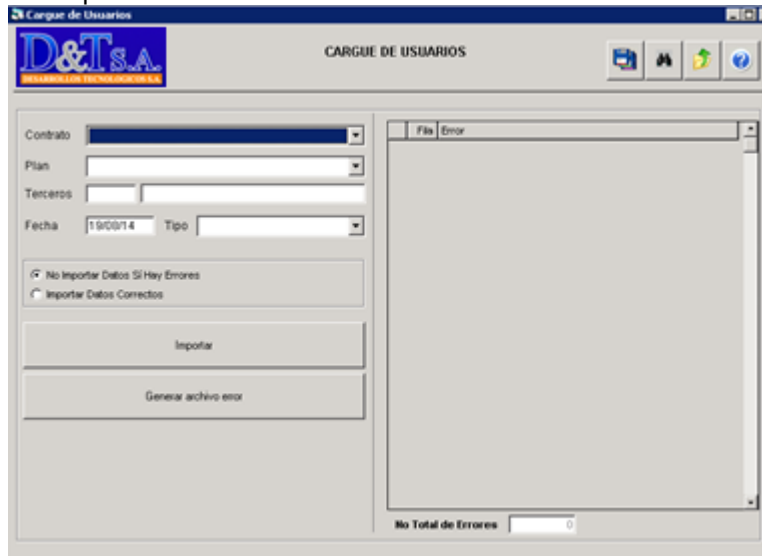 Cargue de Usuarios
D&T S.A.
DESARROLLOS TECNOLOGICOS S.A.
CARGUE DE USUARIOS
Contrato
Plan
Terceros
Fecha 19/08/14 Tipo
No Importar Datos Sí Hay Errores
Importar Datos Correctos
Importar
Generar archivo error
Fila Error
No Total de Errores 0